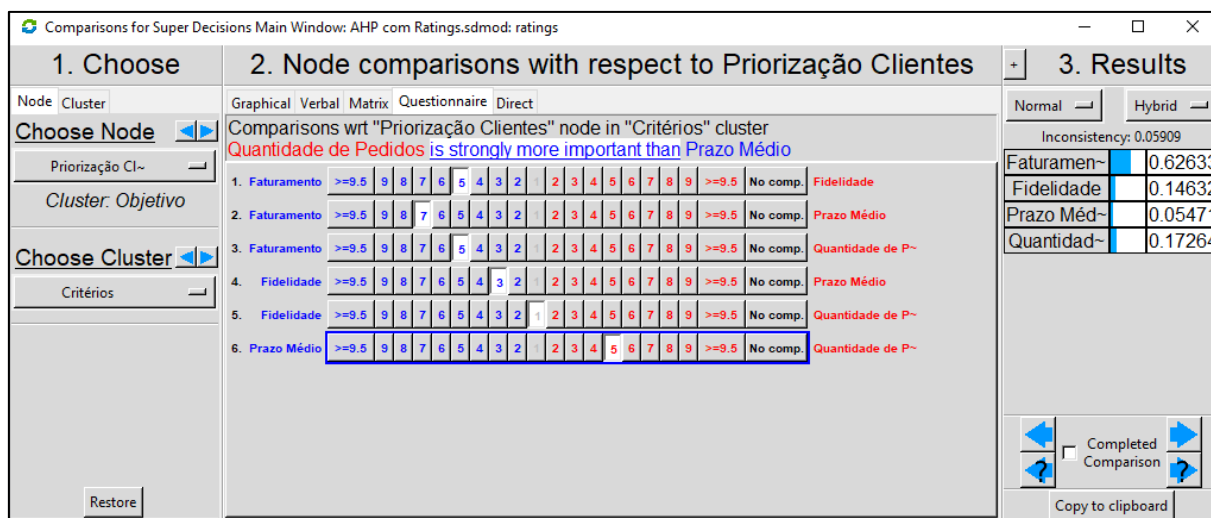 Comparisons for Super Decisions Main Window: AHP com Ratings.sdmod: ratings
1. Choose
Node Cluster
Choose Node
Priorização Cl~
Cluster: Objetivo
Choose Cluster
Critérios
Restore
2. Node comparisons with respect to Priorização Clientes
Graphical Verbal Matrix Questionnaire Direct
Comparisons wrt "Priorização Clientes" node in "Critérios" cluster
Quantidade de Pedidos is strongly more important than Prazo Médio
1. Faturamento >=9.5 9 8 7 6 5 4 3 2 1 2 3 4 5 6 7 8 9 >=9.5 No comp. Fidelidade
2. Faturamento >=9.5 9 8 7 6 5 4 3 2 1 2 3 4 5 6 7 8 9 >=9.5 No comp. Prazo Médio
3. Faturamento >=9.5 9 8 7 6 5 4 3 2 1 2 3 4 5 6 7 8 9 >=9.5 No comp. Quantidade de P~
4. Fidelidade >=9.5 9 8 7 6 5 4 3 2 1 2 3 4 5 6 7 8 9 >=9.5 No comp. Prazo Médio
5. Fidelidade >=9.5 9 8 7 6 5 4 3 2 1 2 3 4 5 6 7 8 9 >=9.5 No comp. Quantidade de P~
6. Prazo Médio >=9.5 9 8 7 6 5 4 3 2 1 2 3 4 5 6 7 8 9 >=9.5 No comp. Quantidade de P~
+ 3. Results
Normal Hybrid
Inconsistency: 0.05909
Faturamen~ 0.62633
Fidelidade 0.14632
Prazo Méd~ 0.05471
Quantidad~ 0.17264
Completed
Comparison
? ?
Copy to clipboard